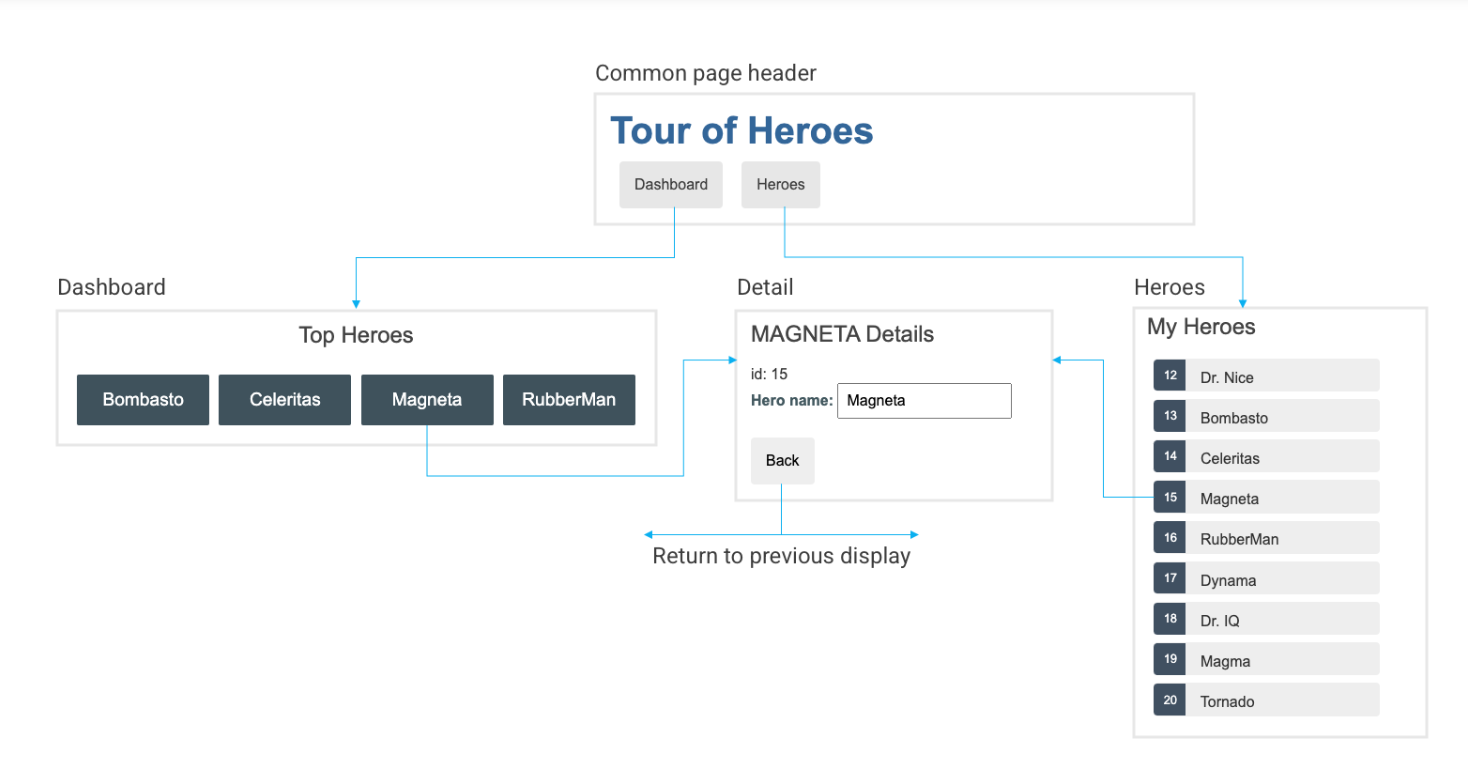 Common page header
Tour of Heroes
Dashboard Heroes
Dashboard
Top Heroes
Bombasto Celeritas Magneta RubberMan
Detail
MAGNETA Details
id: 15
Hero name: Magneta
Back
Return to previous display
Heroes
My Heroes
12 Dr. Nice
13 Bombasto
14 Celeritas
15 Magneta
16 RubberMan
17 Dynama
18 Dr. IQ
19 Magma
20 Tornado